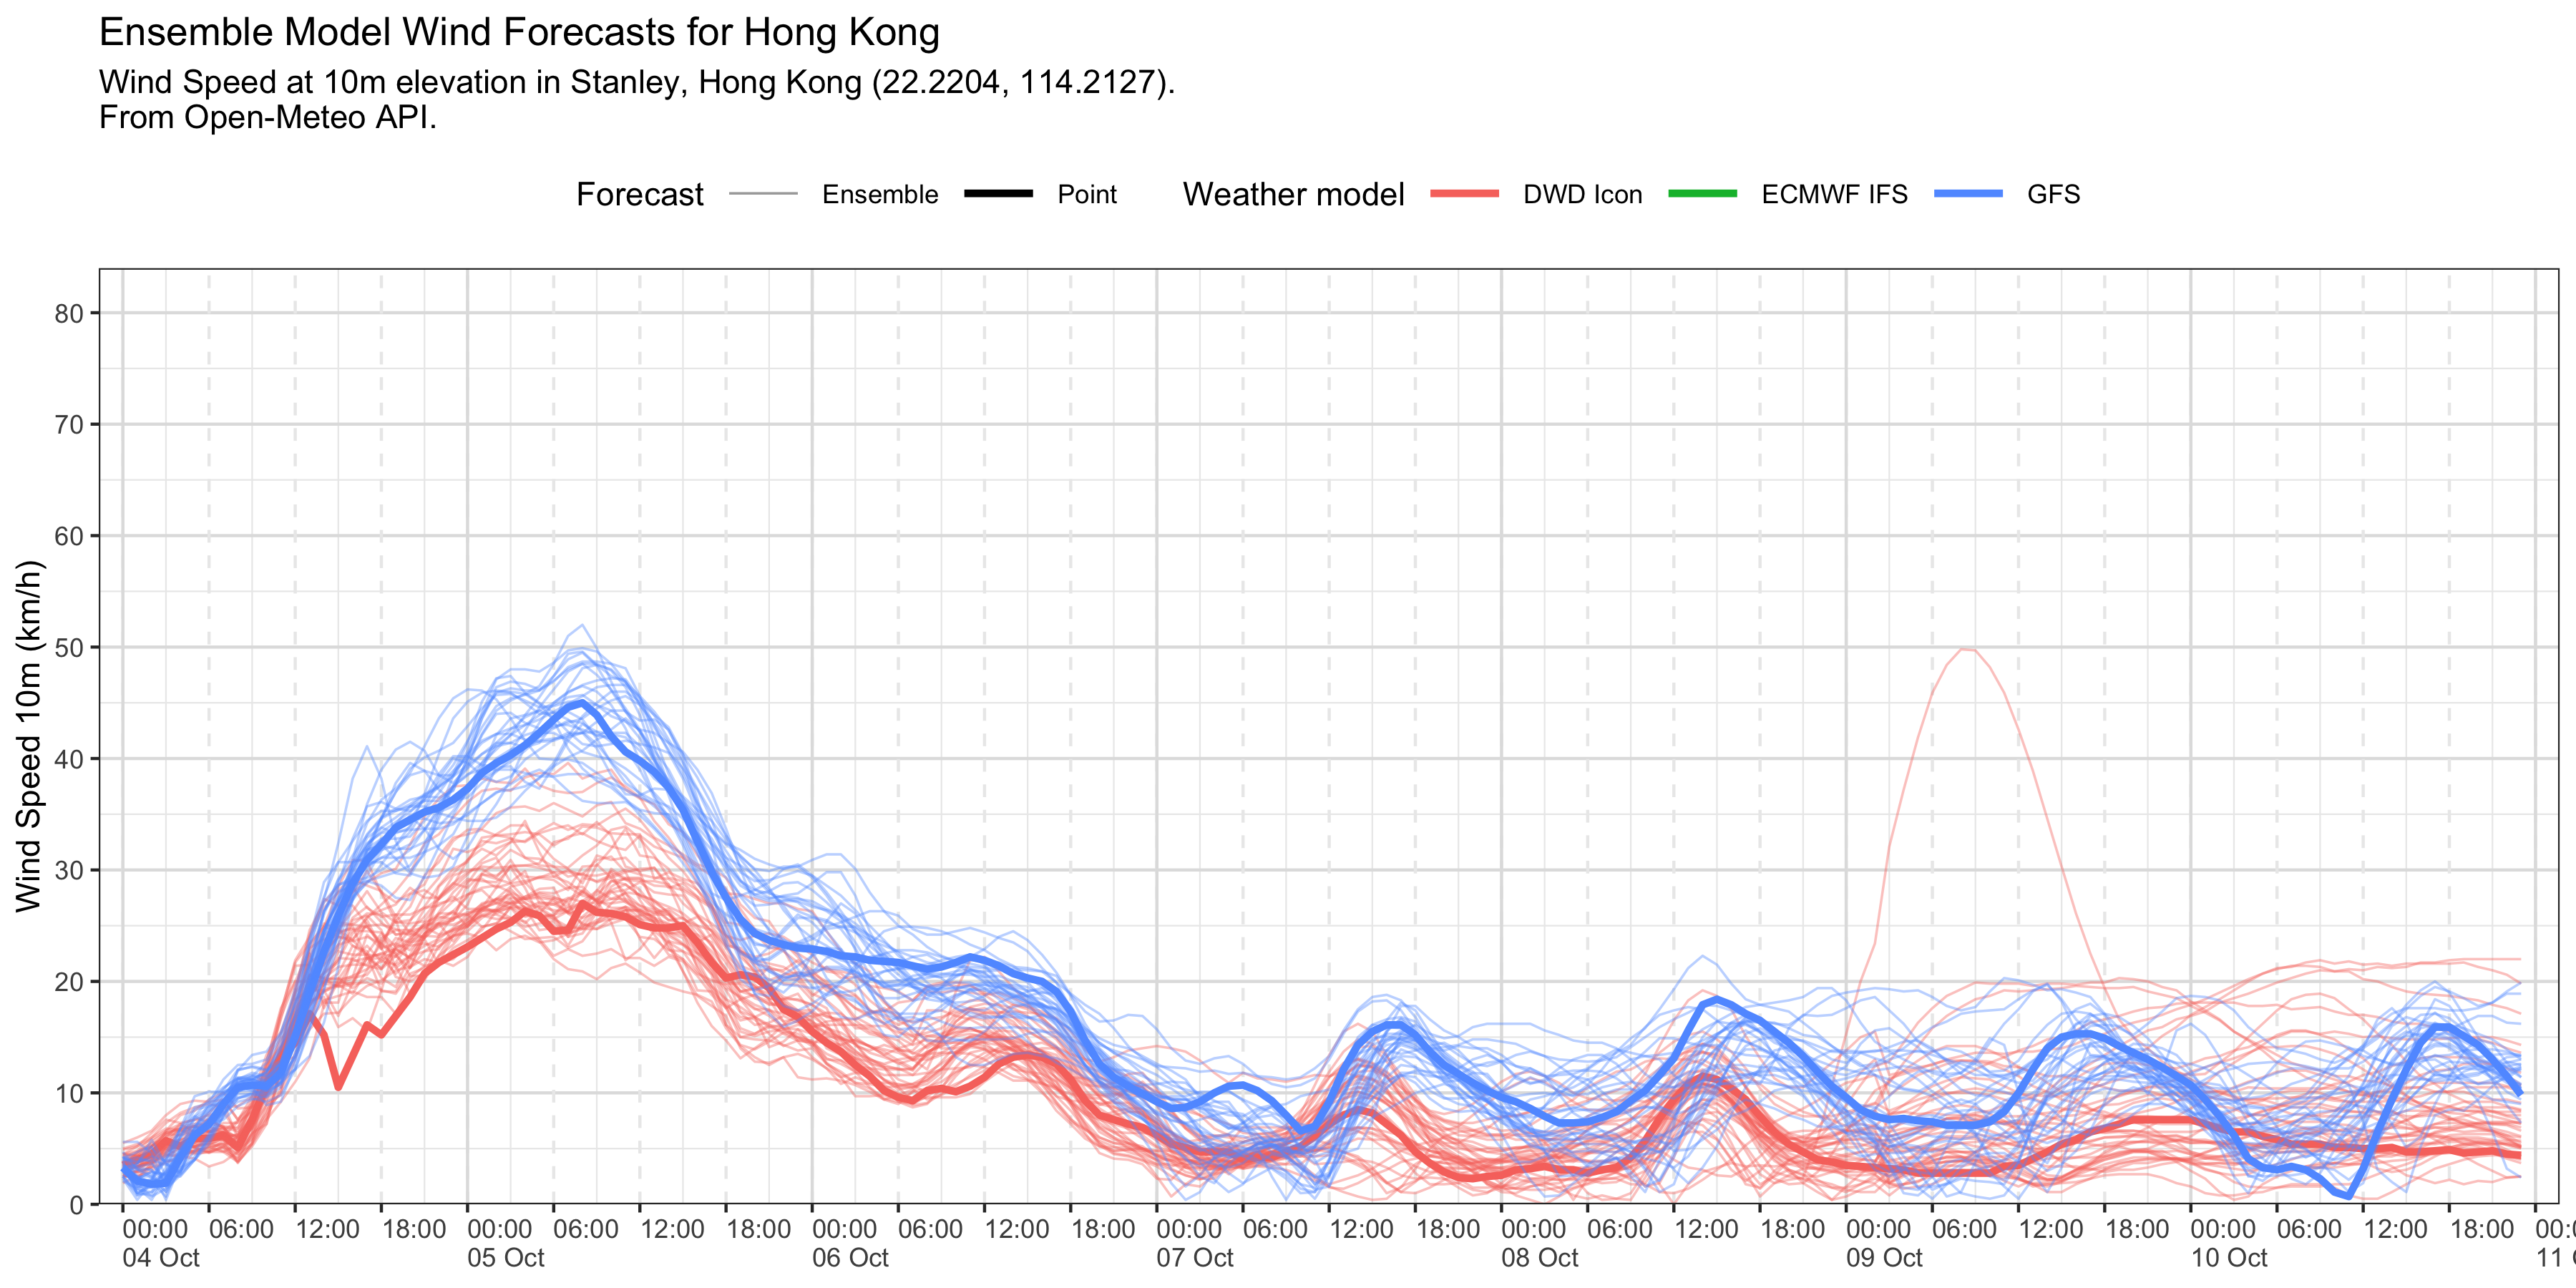 Ensemble Model Wind Forecasts for Hong Kong
Wind Speed at 10m elevation in Stanley, Hong Kong (22.2204, 114.2127).
From Open-Meteo API.
Forecast Ensemble Point Weather model DWD Icon ECMWF IFS GFS
Wind Speed 10m (km/h)
80
70
60
50
40
30
20
10
0
00:00 06:00 12:00 18:00 00:00 06:00 12:00 18:00 00:00 06:00 12:00 18:00 00:00 06:00 12:00 18:00 00:00 06:00 12:00 18:00 00:00 06:00 12:00 18:00 00:00 06:00 12:00 18:00 00:0
04 Oct 05 Oct 06 Oct 07 Oct 08 Oct 09 Oct 10 Oct 11